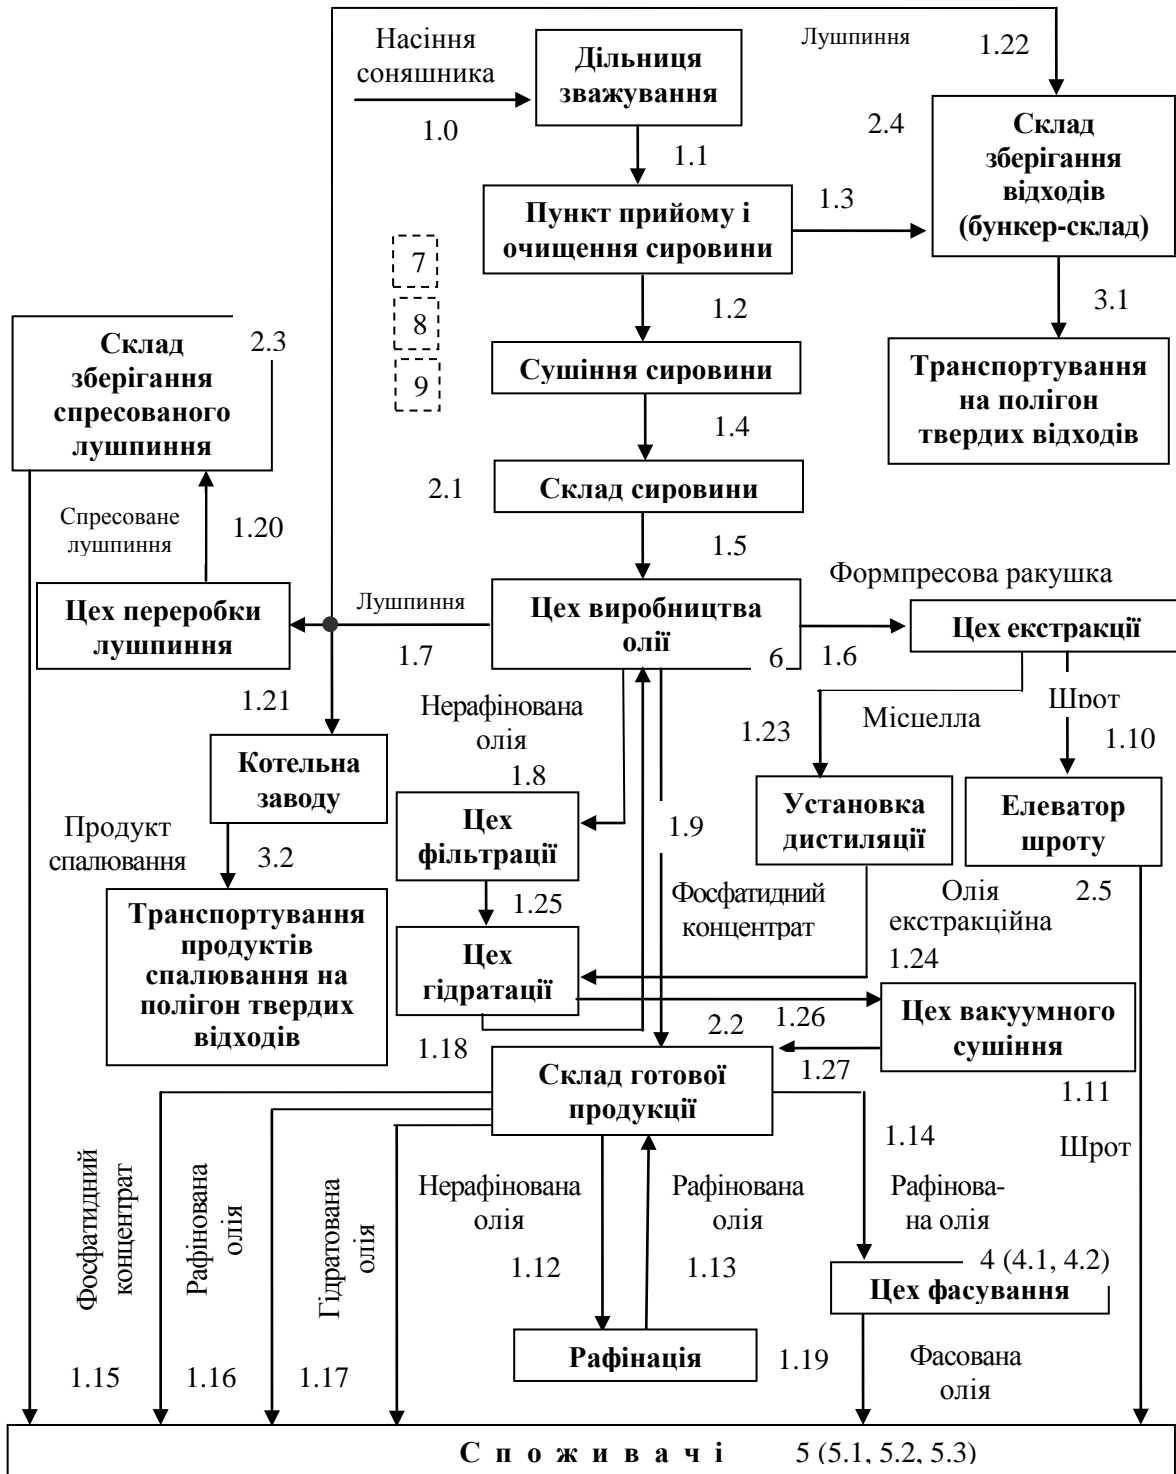 Насіння
соняшника
1.0
Дільниця
зважування
Лушпиння
1.22
1.1
2.4
Склад
зберігання
відходів
(бункер-склад)
Пункт прийому і
очищення сировини
1.3
7
8
9
1.2
3.1
Склад
зберігання
спресованого
лушпиння
2.3
Сушіння сировини
Транспортування
на полігон
твердих відходів
1.4
2.1
Склад сировини
Спресоване
лушпиння
1.20
1.5
Формпресова ракушка
Цех переробки
лушпиння
Лушпиння
1.7
Цех виробництва
олії
6
1.6
Цех екстракції
1.21
Нерафінована
олія
1.8
1.23
Місцелла
Шрот
1.10
Котельна
заводу
Цех
фільтрації
1.9
Установка
дистиляції
Елеватор
шроту
Продукт
спалювання
3.2
1.25
Фосфатидний
концентрат
Олія
екстракційна
2.5
1.24
Транспортування
продуктів
спалювання на
полігон твердих
відходів
Цех
гідратації
1.18
2.2
1.26
Цех вакуумного
сушіння
1.27
1.11
Склад готової
продукції
1.14
Шрот
Фосфатидний
концентрат
Рафінована
олія
Гідратована
олія
Нерафінована
олія
1.12
Рафінована
олія
1.13
Рафінова-
на олія
4 (4.1, 4.2)
Цех фасування
Рафінація
1.19
Фасована
олія
1.15
1.16
1.17
Споживачі
5 (5.1, 5.2, 5.3)